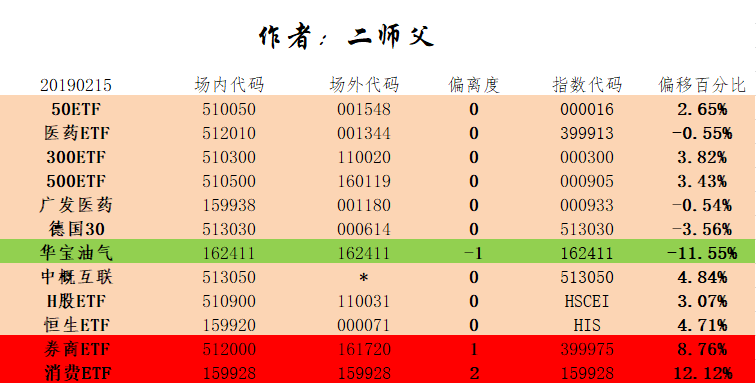 作者：二师父
20190215 场内代码 场外代码 偏离度 指数代码 偏移百分比
50ETF 510050 001548 0 000016 2.65%
医药ETF 512010 001344 0 399913 -0.55%
300ETF 510300 110020 0 000300 3.82%
500ETF 510500 160119 0 000905 3.43%
广发医药 159938 001180 0 000933 -0.54%
德国30 513030 000614 0 513030 -3.56%
华宝油气 162411 162411 -1 162411 -11.55%
中概互联 513050 * 0 513050 4.84%
H股ETF 510900 110031 0 HSCEI 3.07%
恒生ETF 159920 000071 0 HIS 4.71%
券商ETF 512000 161720 1 399975 8.76%
消费ETF 159928 159928 2 159928 12.12%